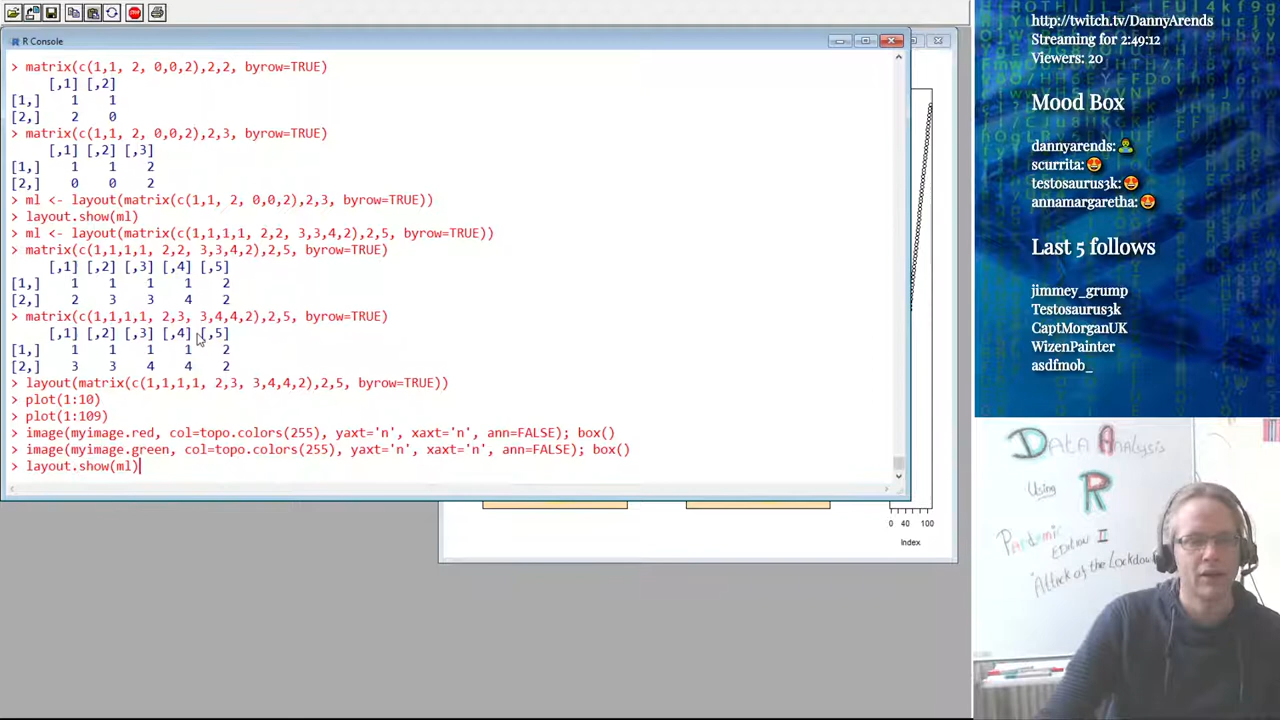 R Console
> matrix(c(1,1, 2, 0,0,2),2,2, byrow=TRUE)
[,1] [,2]
[1,] 1 1
[2,] 2 0
> matrix(c(1,1, 2, 0,0,2),2,3, byrow=TRUE)
[,1] [,2] [,3]
[1,] 1 1 2
[2,] 0 0 2
> ml <- layout(matrix(c(1,1, 2, 0,0,2),2,3, byrow=TRUE))
> layout.show(ml)
> ml <- layout(matrix(c(1,1,1,1, 2,2, 3,3,4,2),2,5, byrow=TRUE))
> matrix(c(1,1,1,1, 2,2, 3,3,4,2),2,5, byrow=TRUE)
[,1] [,2] [,3] [,4] [,5]
[1,] 1 1 1 1 2
[2,] 2 3 3 4 2
> matrix(c(1,1,1,1, 2,3, 3,4,4,2),2,5, byrow=TRUE)
[,1] [,2] [,3] [,4] [,5]
[1,] 1 1 1 1 2
[2,] 3 3 4 4 2
> layout(matrix(c(1,1,1,1, 2,3, 3,4,4,2),2,5, byrow=TRUE))
> plot(1:10)
> plot(1:109)
> image(myimage.red, col=topo.colors(255), yaxt='n', xaxt='n', ann=FALSE); box()
> image(myimage.green, col=topo.colors(255), yaxt='n', xaxt='n', ann=FALSE); box()
> layout.show(ml)
0 40 100
Index
http://twitch.tv/DannyArends
Streaming for 2:49:12
Viewers: 20
Mood Box
dannyarends: 🤷‍♂️
scurrita: 😍
testosaurus3k: 😍
annamargaretha: 😍
Last 5 follows
jimmey_grump
Testosaurus3k
CaptMorganUK
WizenPainter
asdfmob_
Data Analysis
Using R
Pandemic
Edition II
"Attack of the Lockdown